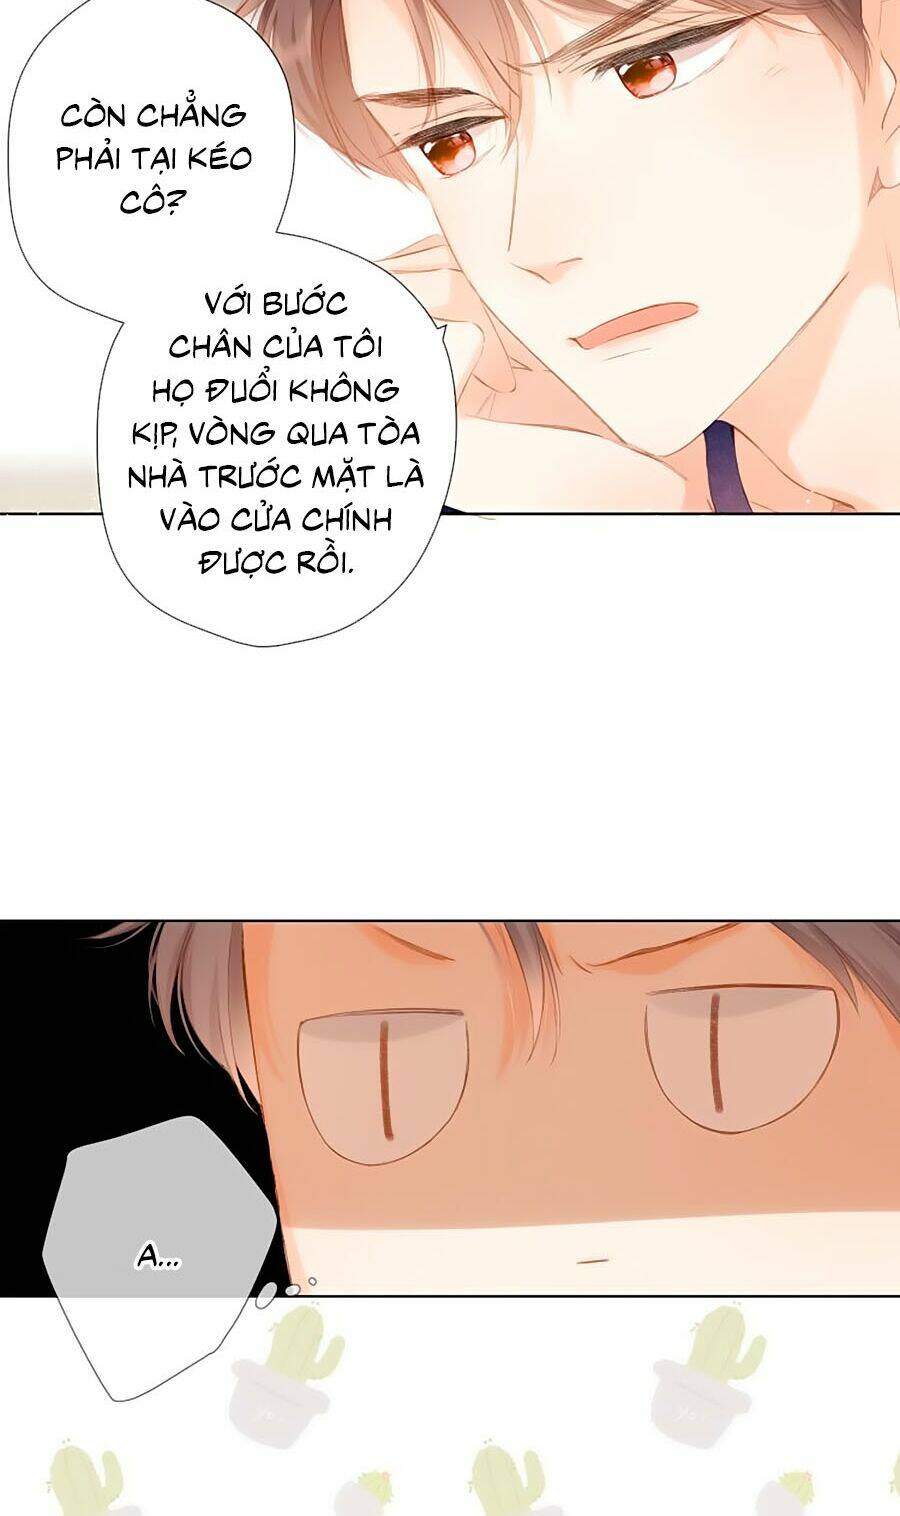 CÒN CHẲNG
PHẢI TẠI KÉO
CÔ?
VỚI BƯỚC
CHÂN CỦA TÔI
HỌ ĐUỔI KHÔNG
KỊP, VÒNG QUA TÒA
NHÀ TRƯỚC MẶT LÀ
VÀO CỬA CHÍNH
ĐƯỢC RỒI.
A...